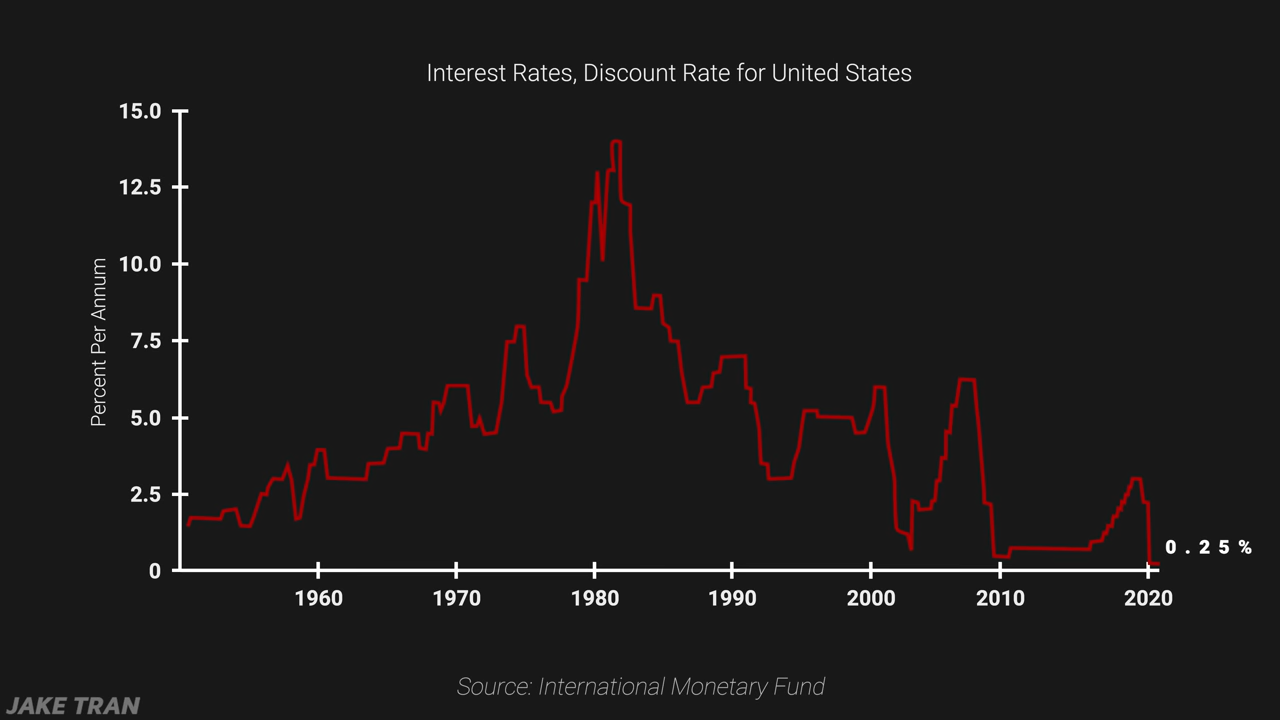 Interest Rates, Discount Rate for United States
Percent Per Annum
15.0
12.5
10.0
7.5
5.0
2.5
0
0.25%
1960 1970 1980 1990 2000 2010 2020
Source: International Monetary Fund
JAKE TRAN